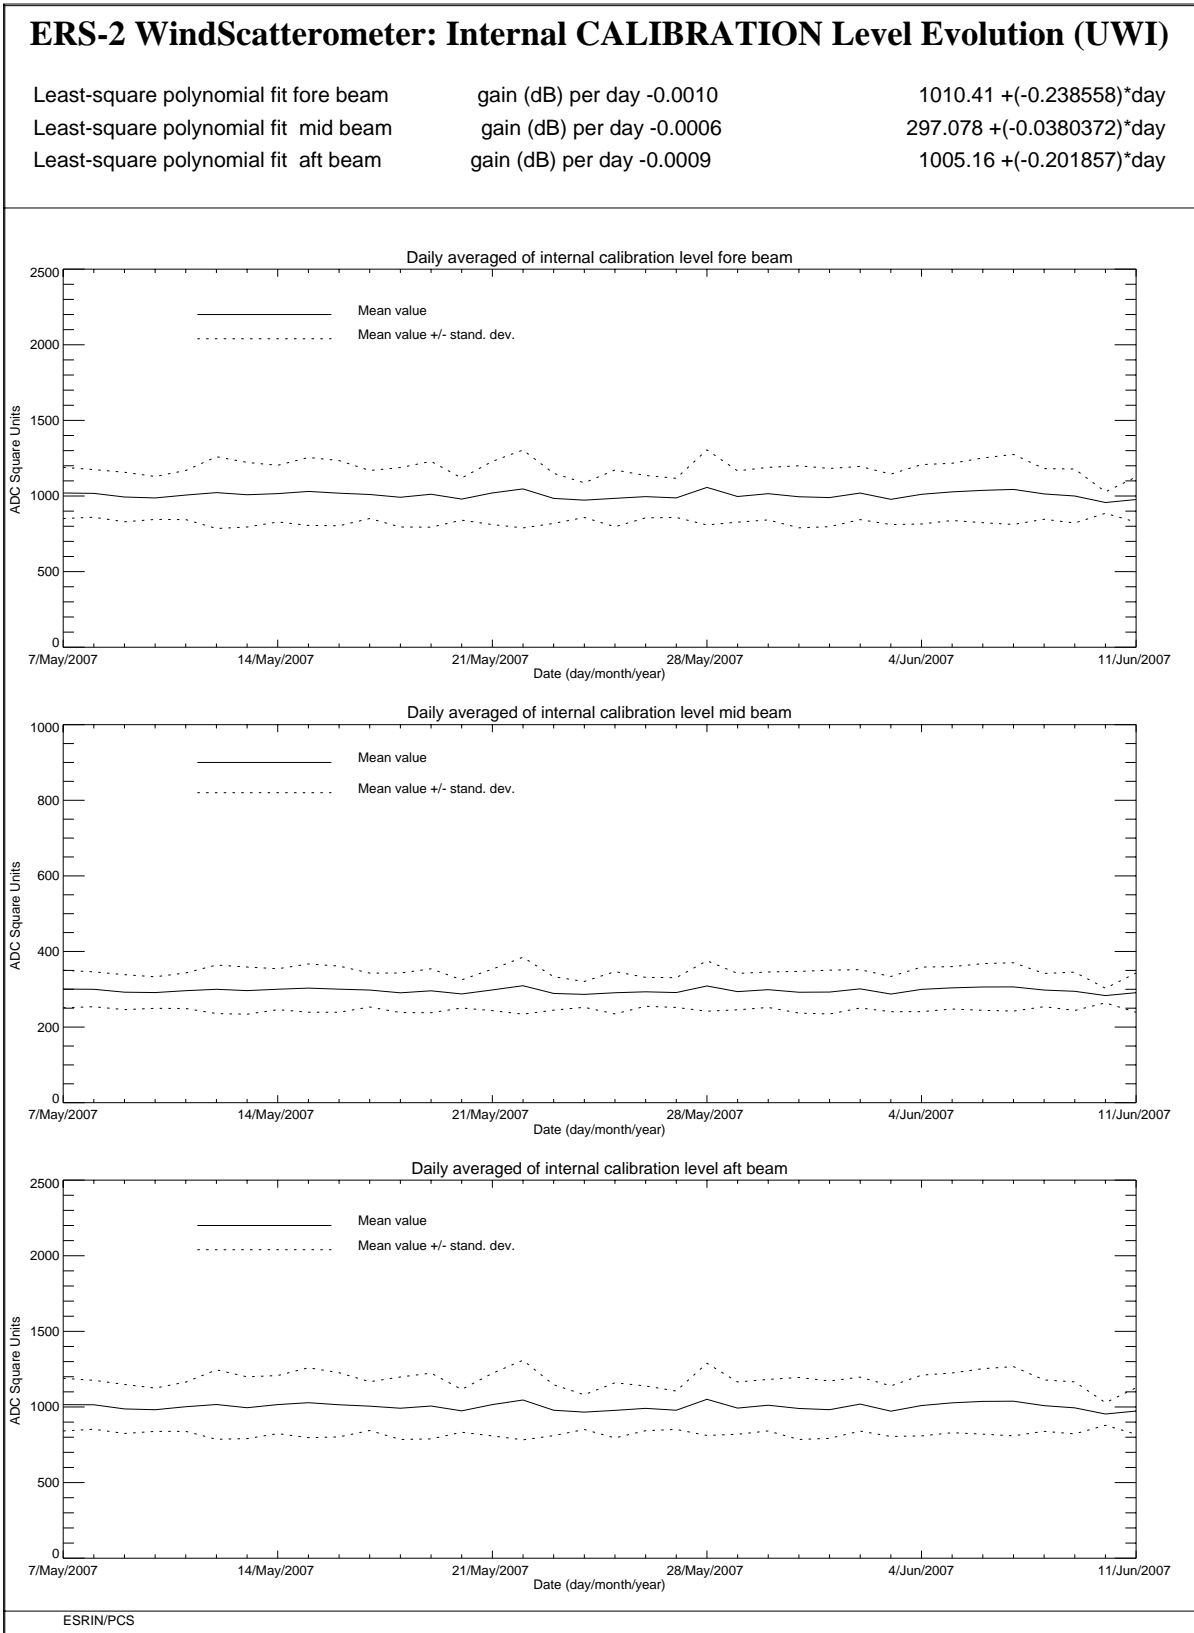 ERS-2 WindScatterometer: Internal CALIBRATION Level Evolution (UWI)
Least-square polynomial fit fore beam gain (dB) per day -0.0010 1010.41 +(-0.238558)*day
Least-square polynomial fit mid beam gain (dB) per day -0.0006 297.078 +(-0.0380372)*day
Least-square polynomial fit aft beam gain (dB) per day -0.0009 1005.16 +(-0.201857)*day
Daily averaged of internal calibration level fore beam
Mean value
Mean value +/- stand. dev.
ADC Square Units
2500
2000
1500
1000
500
0
7/May/2007 14/May/2007 21/May/2007 28/May/2007 4/Jun/2007 11/Jun/2007
Date (day/month/year)
Daily averaged of internal calibration level mid beam
Mean value
Mean value +/- stand. dev.
ADC Square Units
1000
800
600
400
200
0
7/May/2007 14/May/2007 21/May/2007 28/May/2007 4/Jun/2007 11/Jun/2007
Date (day/month/year)
Daily averaged of internal calibration level aft beam
Mean value
Mean value +/- stand. dev.
ADC Square Units
2500
2000
1500
1000
500
0
7/May/2007 14/May/2007 21/May/2007 28/May/2007 4/Jun/2007 11/Jun/2007
Date (day/month/year)
ESRIN/PCS